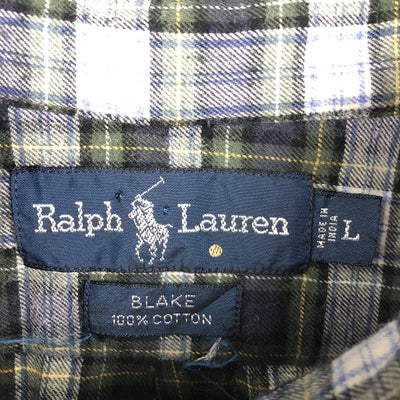 Ralph Lauren
MADE IN
INDIA
L
BLAKE
100% COTTON